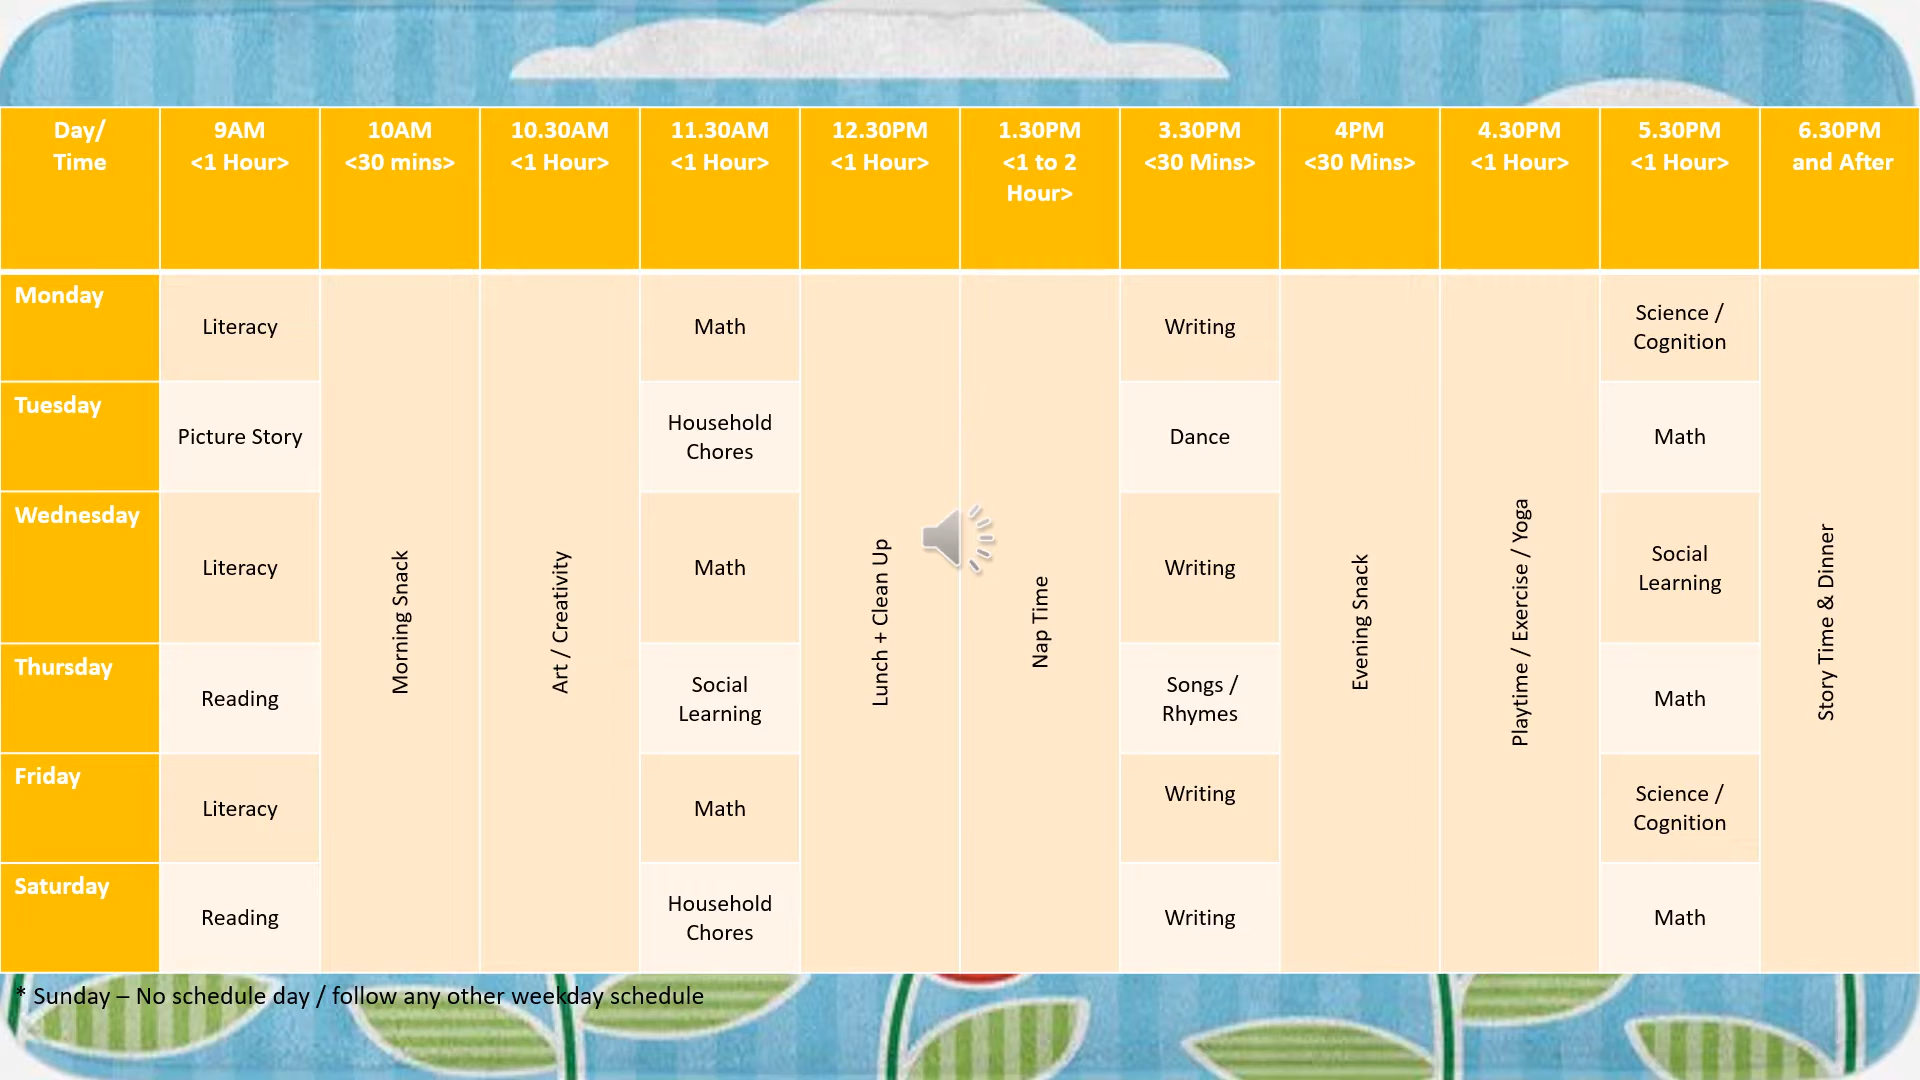 Day/
Time
9AM
<1 Hour>
10AM
<30 mins>
10.30AM
<1 Hour>
11.30AM
<1 Hour>
12.30PM
<1 Hour>
1.30PM
<1 to 2
Hour>
3.30PM
<30 Mins>
4PM
<30 Mins>
4.30PM
<1 Hour>
5.30PM
<1 Hour>
6.30PM
and After
Monday
Literacy
Morning Snack
Art / Creativity
Math
Lunch + Clean Up
Nap Time
Writing
Evening Snack
Playtime / Exercise / Yoga
Science /
Cognition
Story Time & Dinner
Tuesday
Picture Story
Household
Chores
Dance
Math
Wednesday
Literacy
Math
Writing
Social
Learning
Thursday
Reading
Social
Learning
Songs /
Rhymes
Math
Friday
Literacy
Math
Writing
Science /
Cognition
Saturday
Reading
Household
Chores
Writing
Math
* Sunday – No schedule day / follow any other weekday schedule